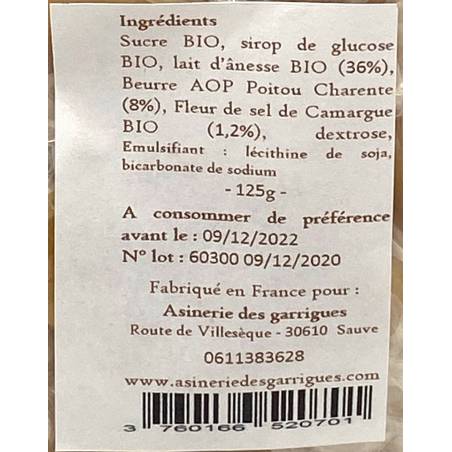 Ingrédients
Sucre BIO, sirop de glucose
BIO, lait d'ânesse BIO (36%),
Beurre AOP Poitou Charente
(8%), Fleur de sel de Camargue
BIO (1,2%), dextrose,
Emulsifiant : lécithine de soja,
bicarbonate de sodium
- 125g -
A consommer de préférence
avant le : 09/12/2022
N° lot : 60300 09/12/2020
Fabriqué en France pour :
Asinerie des garrigues
Route de Villesèque - 30610 Sauve
0611383628
www.asineriedesgarrigues.com
3 760166 520701